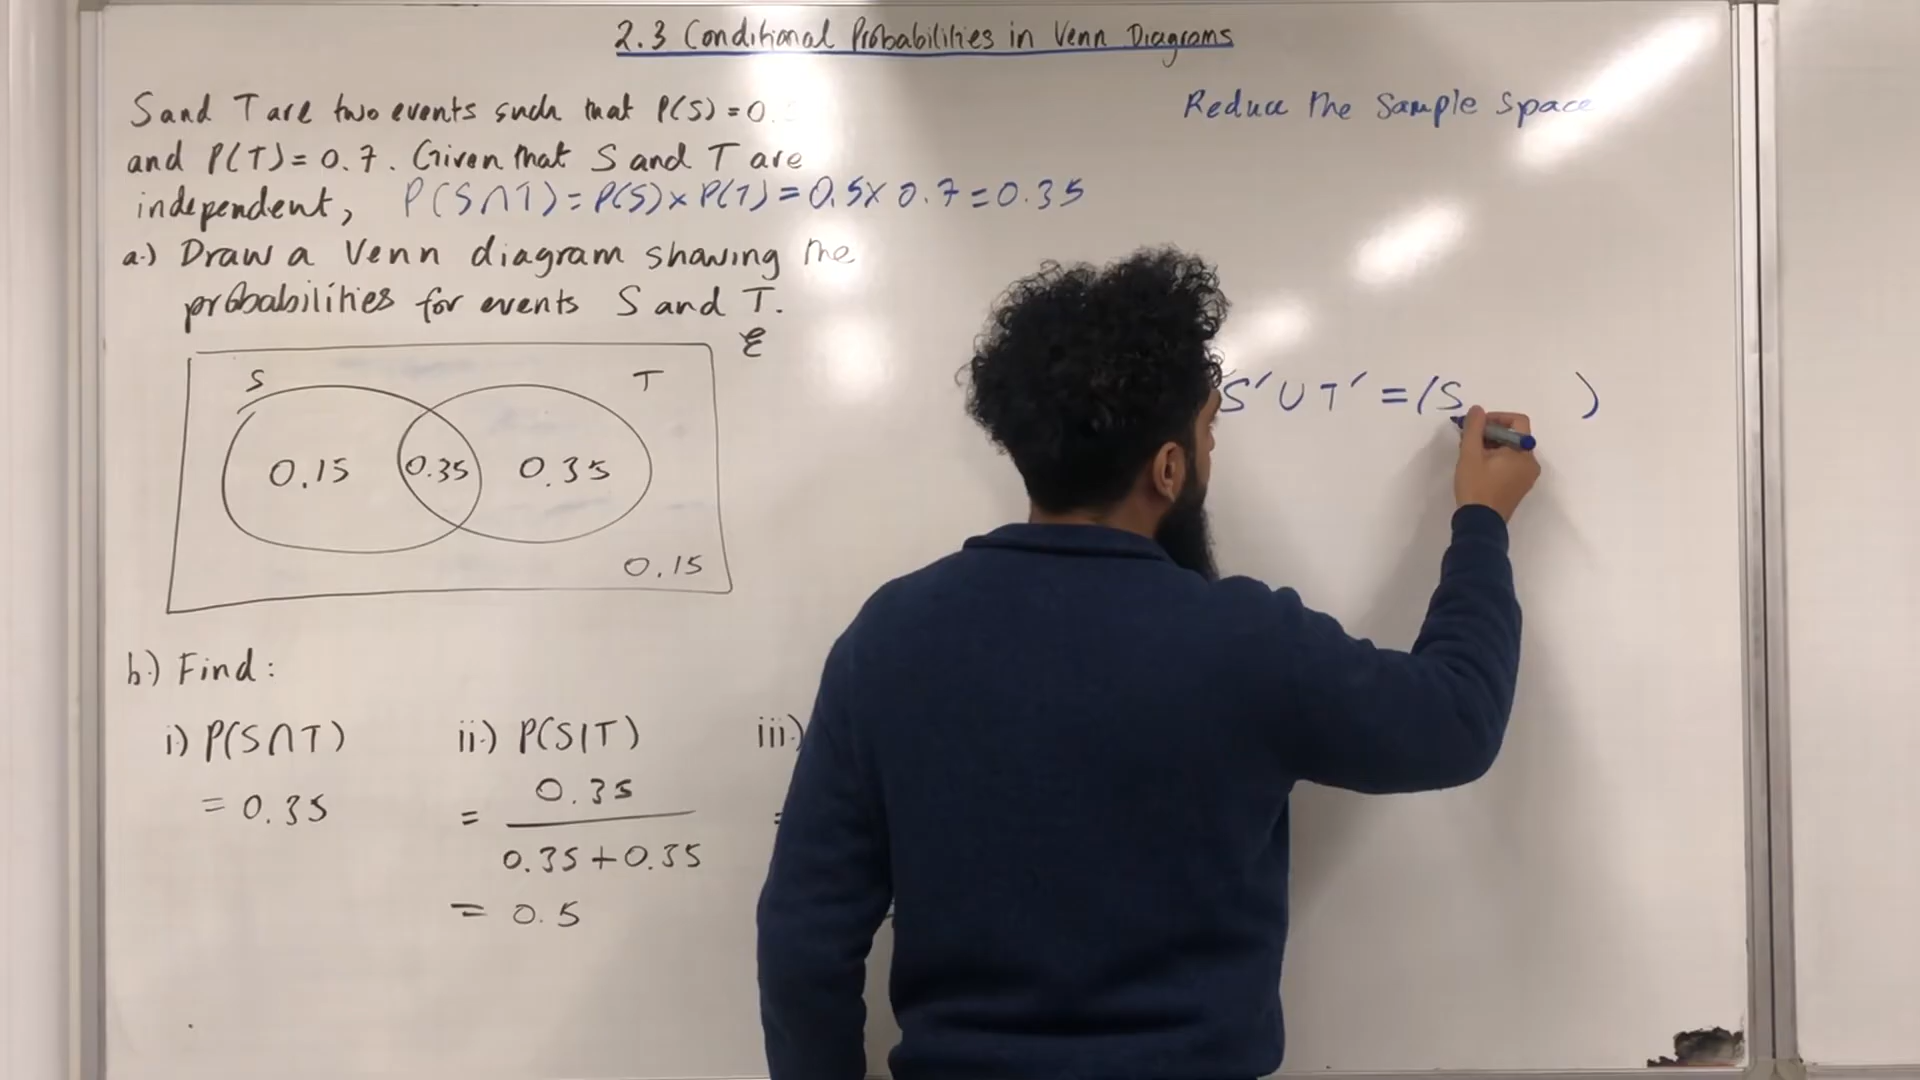 2.3 Conditional Probabilities in Venn Diagrams
S and T are two events such that P(S) = 0.
and P(T) = 0.7. Given that S and T are
independent, P(S∩T) = P(S) × P(T) = 0.5 × 0.7 = 0.35
a.) Draw a Venn diagram showing the
probabilities for events S and T.
ξ
S T
0.15 0.35 0.35
0.15
b.) Find:
i) P(S∩T) ii.) P(S|T) iii.)
= 0.35
= 0.35
0.35 + 0.35
= 0.5
Reduce the Sample Space
S′ ∪ T′ = (S )